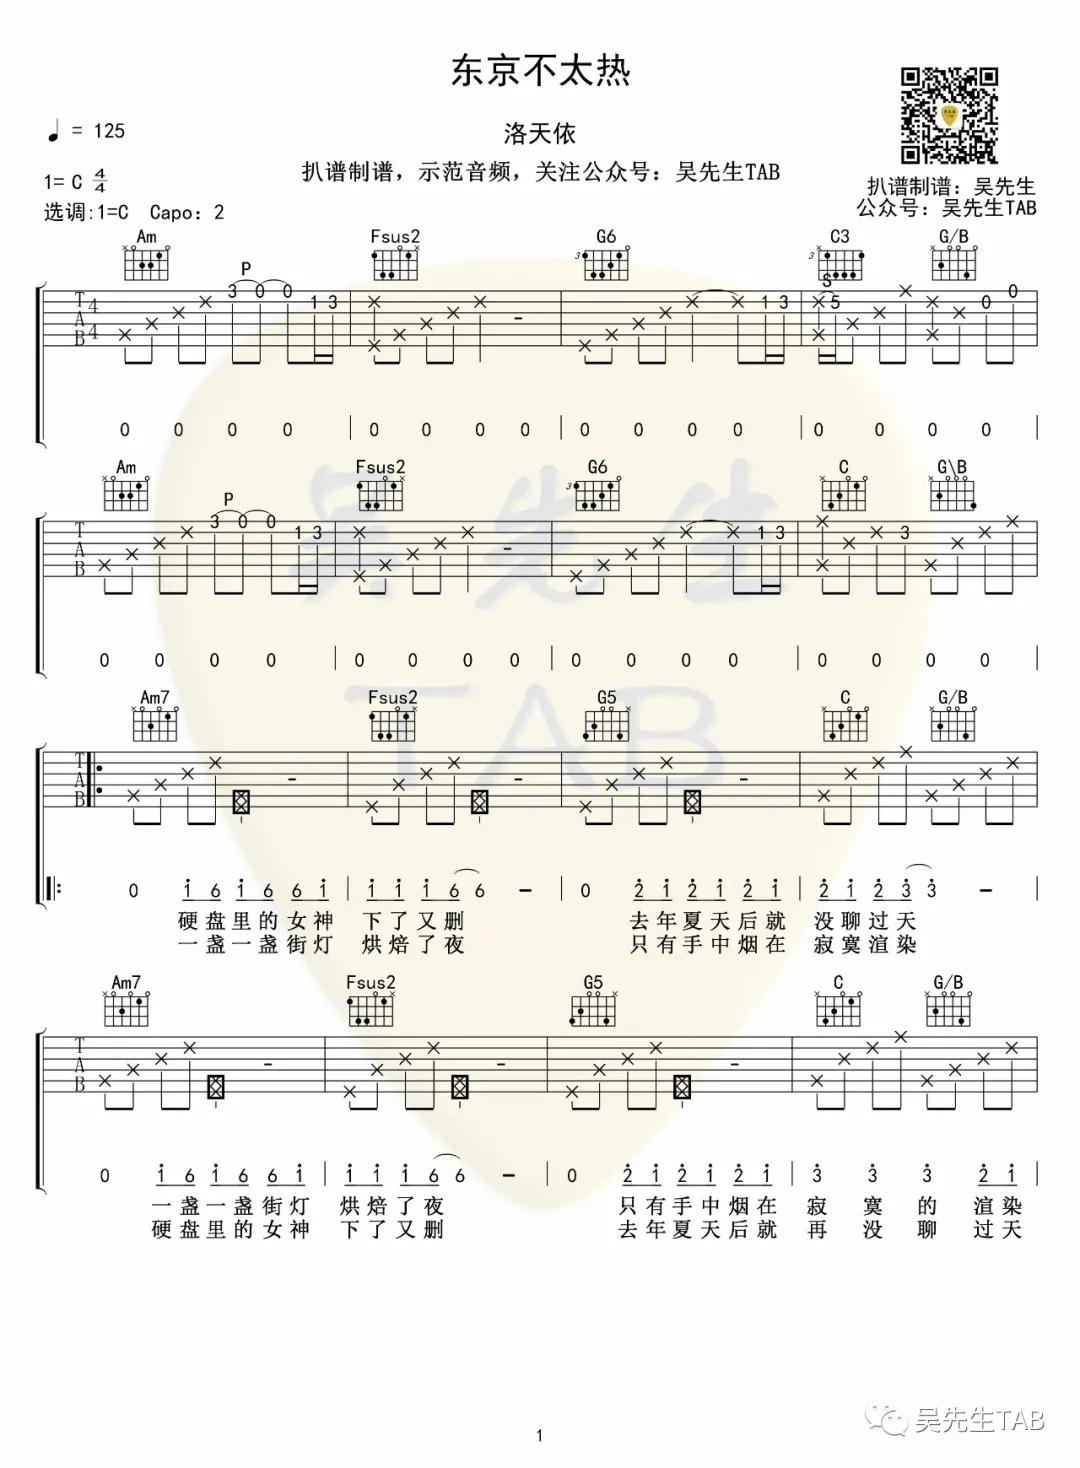 东京不太热
♩ = 125
洛天依
扒谱制谱，示范音频，关注公众号：吴先生TAB
1= C 4/4
扒谱制谱：吴先生
选调:1=C Capo: 2
公众号：吴先生TAB
Am Fsus2 G6 C3 G/B
3 3
P S
T A B 4 4 3 0 0 1 3 1 3 5 0 0
0 0 0 0 0 0 0 0 0 0 0 0 0 0 0 0
Am Fsus2 G6 C G\B
3
P
T A B 3 0 0 1 3 1 3 3
0 0 0 0 0 0 0 0 0 0 0 0 0 0 0 0
吴先生
TAB
Am7 Fsus2 G5 C G/B
T A B
0 1 6 1 6 6 1 1 1 1 6 6 - 0 2 1 2 1 2 1 2 1 2 3 3 -
硬盘里的女神 下了又删 去年夏天后就 没聊过天
一盏一盏街灯 烘焙了夜 只有手中烟在 寂寞渲染
Am7 Fsus2 G5 C G/B
T A B
0 1 6 1 6 6 1 1 1 1 6 6 - 0 2 1 2 1 2 1 3 3 3 2 1
一盏一盏街灯 烘焙了夜 只有手中烟在 寂寞的渲染
硬盘里的女神 下了又删 去年夏天后就 再没聊过天
吴先生TAB
1